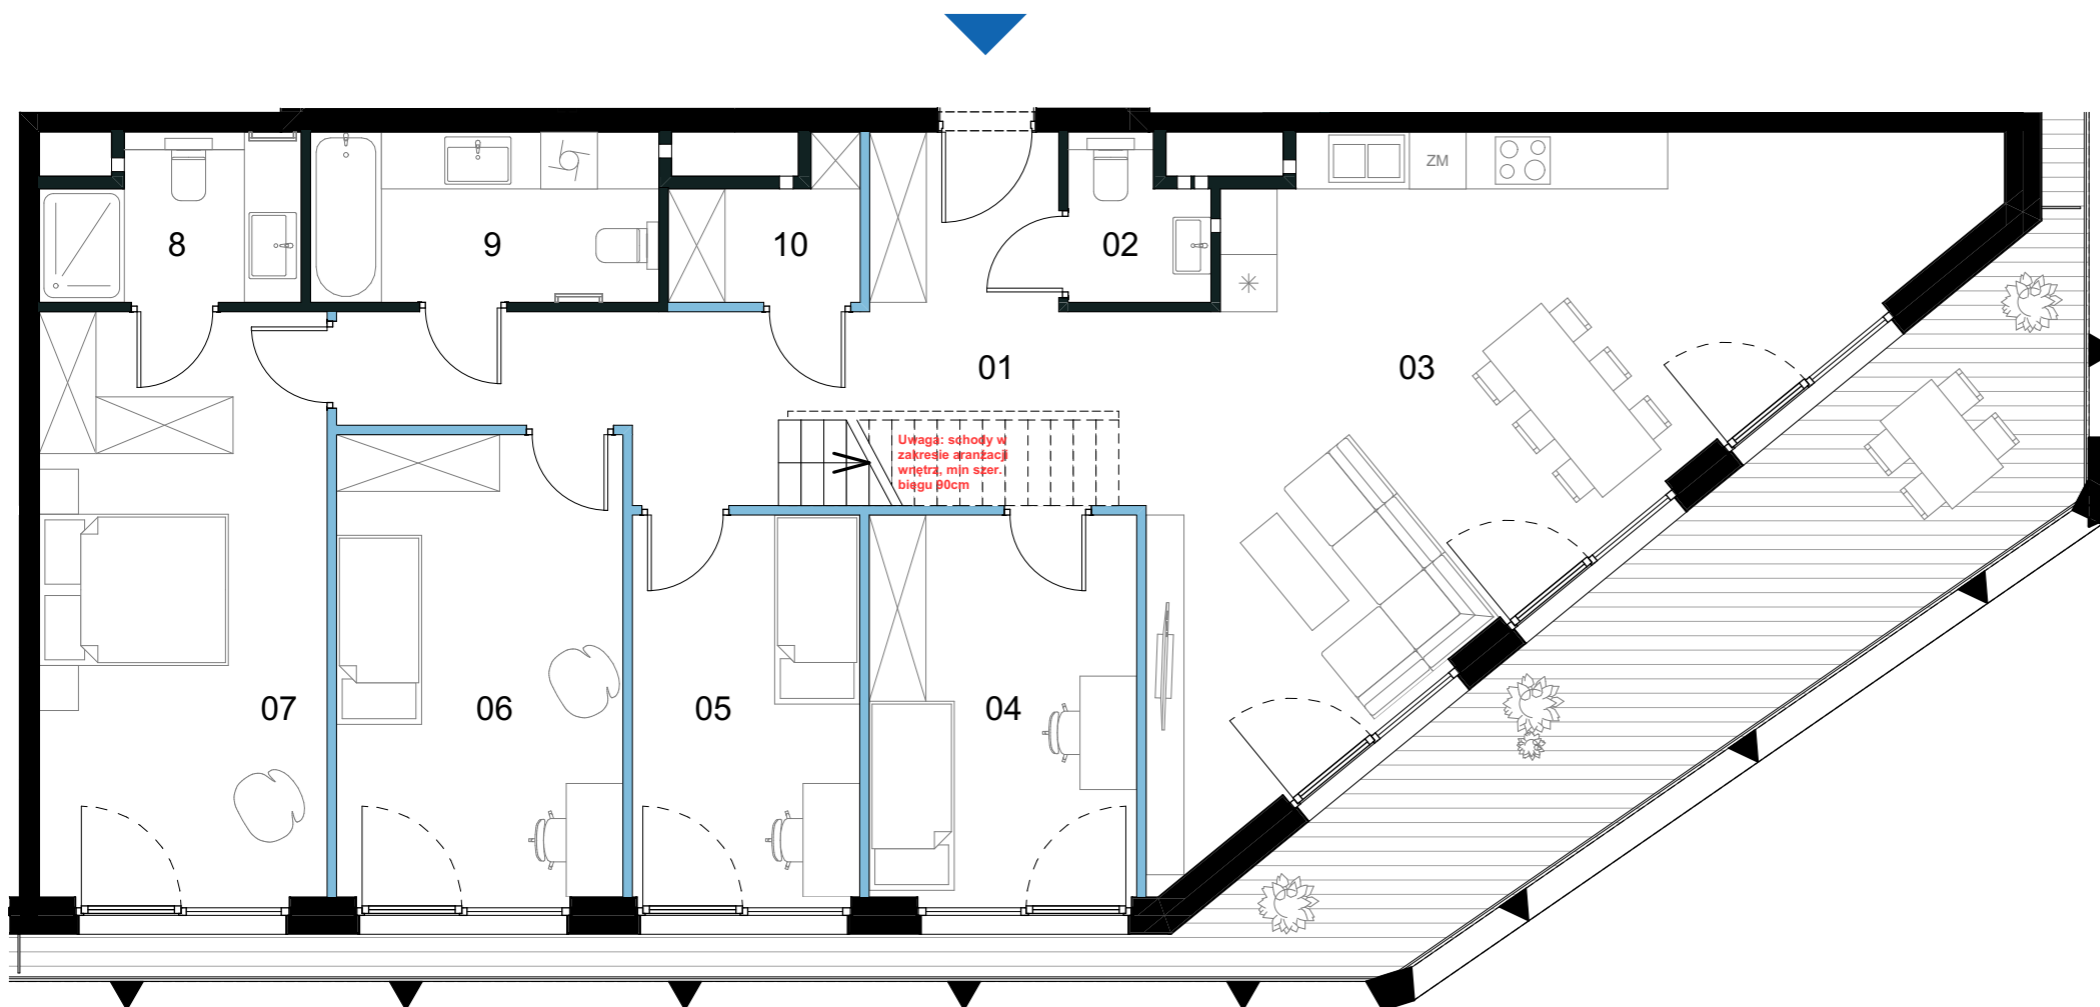 ZM
8
9
10
02
01
03
Uwaga: schody w
zakresie aranżacji
wnętrz, min szer.
biegu 90cm
07
06
05
04